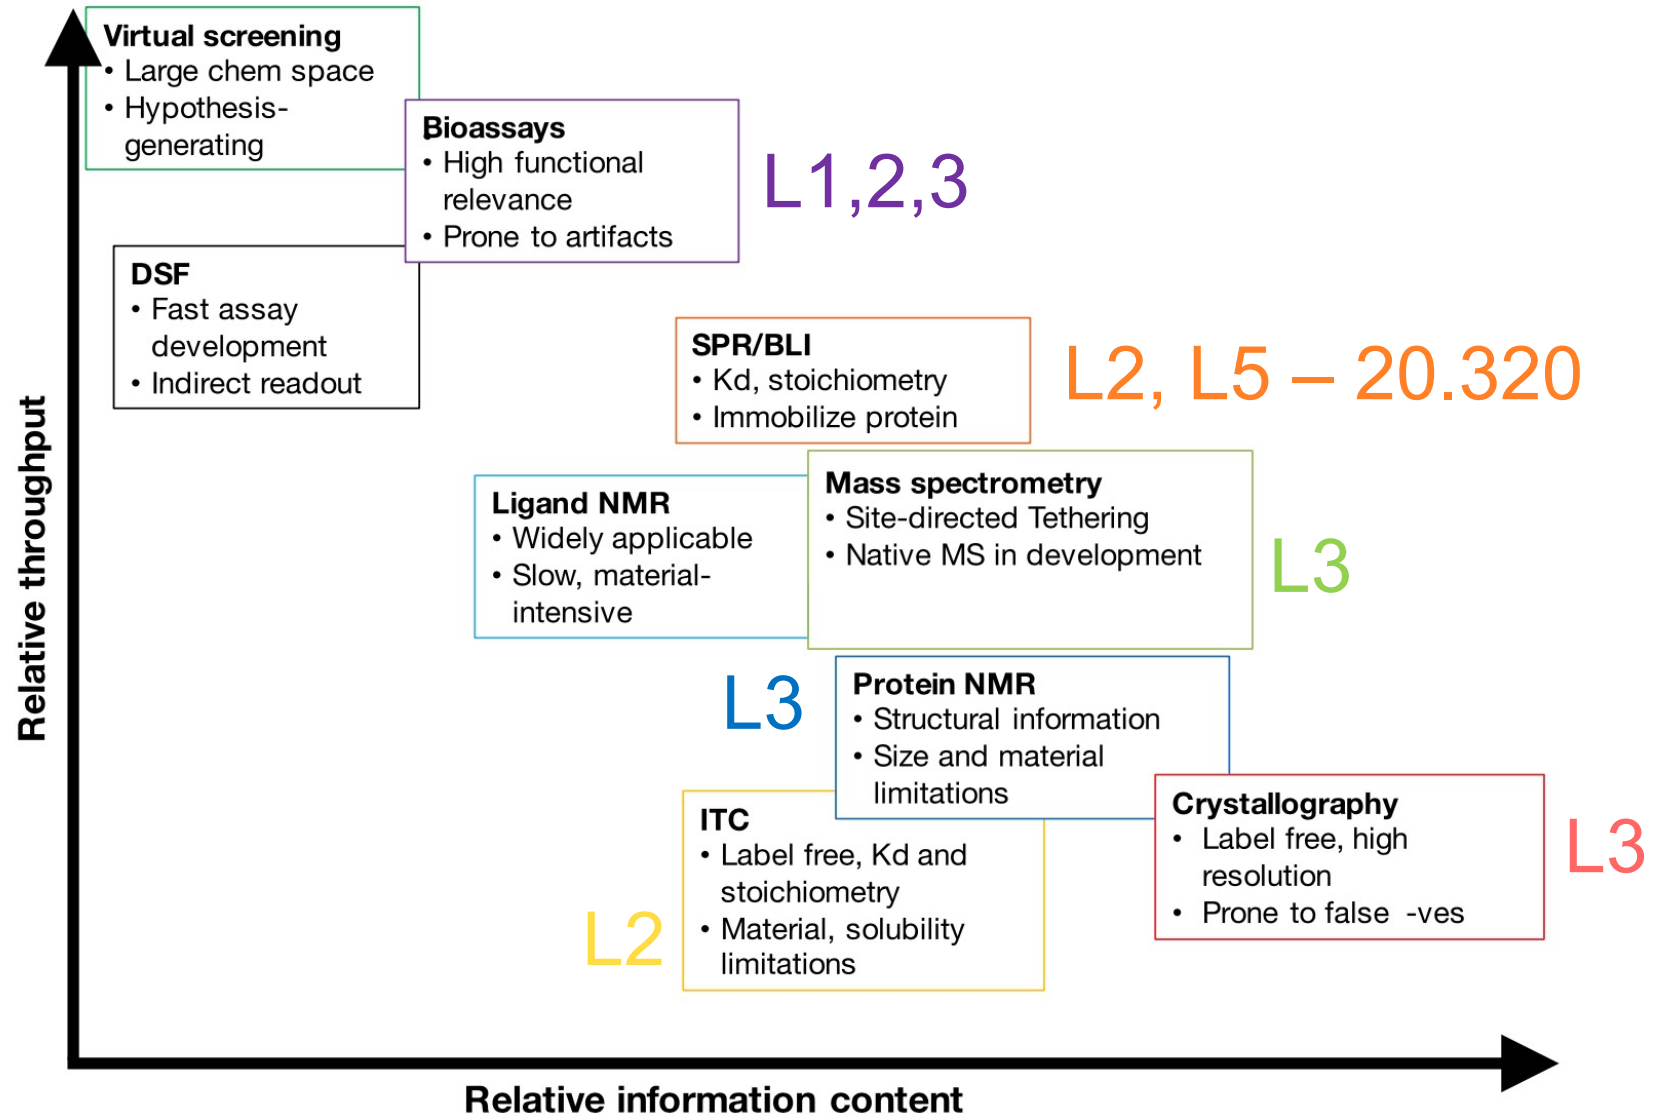 Virtual screening
• Large chem space
• Hypothesis-
generating
Bioassays
• High functional
relevance
• Prone to artifacts
L1,2,3
DSF
• Fast assay
development
• Indirect readout
SPR/BLI
• Kd, stoichiometry
• Immobilize protein
L2, L5 – 20.320
Ligand NMR
• Widely applicable
• Slow, material-
intensive
Mass spectrometry
• Site-directed Tethering
• Native MS in development
L3
L3
Protein NMR
• Structural information
• Size and material
limitations
L2
ITC
• Label free, Kd and
stoichiometry
• Material, solubility
limitations
Crystallography
• Label free, high
resolution
• Prone to false -ves
L3
Relative throughput
Relative information content